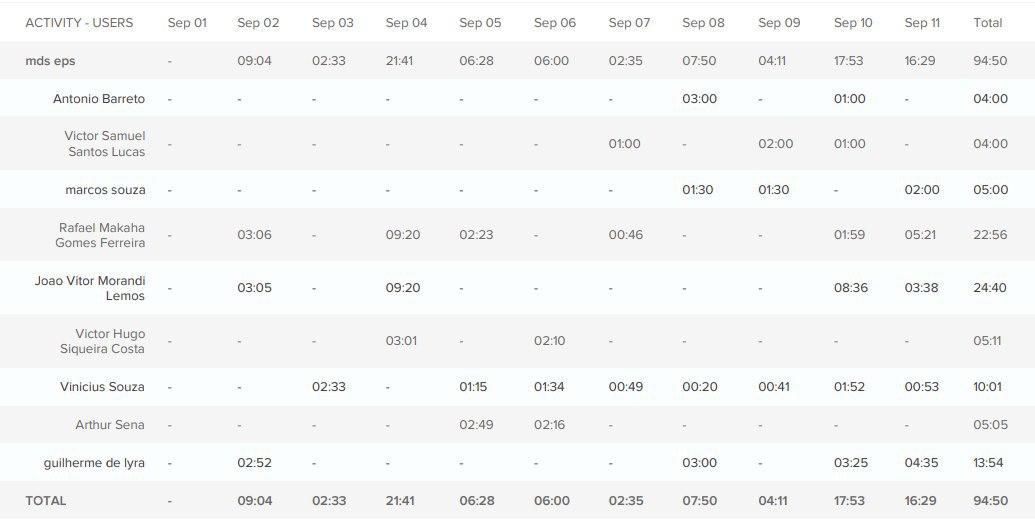 ACTIVITY - USERS Sep 01 Sep 02 Sep 03 Sep 04 Sep 05 Sep 06 Sep 07 Sep 08 Sep 09 Sep 10 Sep 11 Total
mds eps - 09:04 02:33 21:41 06:28 06:00 02:35 07:50 04:11 17:53 16:29 94:50
Antonio Barreto - - - - - - - 03:00 - 01:00 - 04:00
Victor Samuel
Santos Lucas - - - - - - 01:00 - 02:00 01:00 - 04:00
marcos souza - - - - - - - 01:30 01:30 - 02:00 05:00
Rafael Makaha
Gomes Ferreira - 03:06 - 09:20 02:23 - 00:46 - - 01:59 05:21 22:56
Joao Vitor Morandi
Lemos - 03:05 - 09:20 - - - - - 08:36 03:38 24:40
Victor Hugo
Siqueira Costa - - - 03:01 - 02:10 - - - - - 05:11
Vinicius Souza - - 02:33 - 01:15 01:34 00:49 00:20 00:41 01:52 00:53 10:01
Arthur Sena - - - - 02:49 02:16 - - - - - 05:05
guilherme de lyra - 02:52 - - - - - 03:00 - 03:25 04:35 13:54
TOTAL - 09:04 02:33 21:41 06:28 06:00 02:35 07:50 04:11 17:53 16:29 94:50